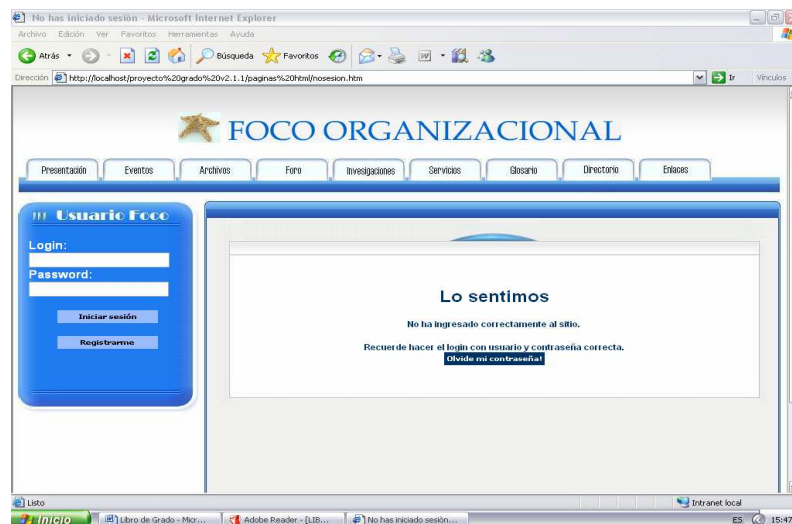 No has iniciado sesión - Microsoft Internet Explorer
Archivo Edición Ver Favoritos Herramientas Ayuda
Atrás Búsqueda Favoritos
Dirección http://localhost/proyecto%20grado%20v2.1.1/paginas%20html/nosesion.htm Ir Vínculos
FOCO ORGANIZACIONAL
Presentación Eventos Archivos Foro Invesigaciones Servicios Glosario Directorio Enlaces
Usuario Foco
Login:
Password:
Iniciar sesión
Registrarme
Lo sentimos
No ha ingresado correctamente al sitio.
Recuerde hacer el login con usuario y contraseña correcta.
Olvide mi contraseña!
Listo Intranet local
Inicio Libro de Grado - Micr... Adobe Reader - [LIB... No has iniciado sesión... ES 15:47